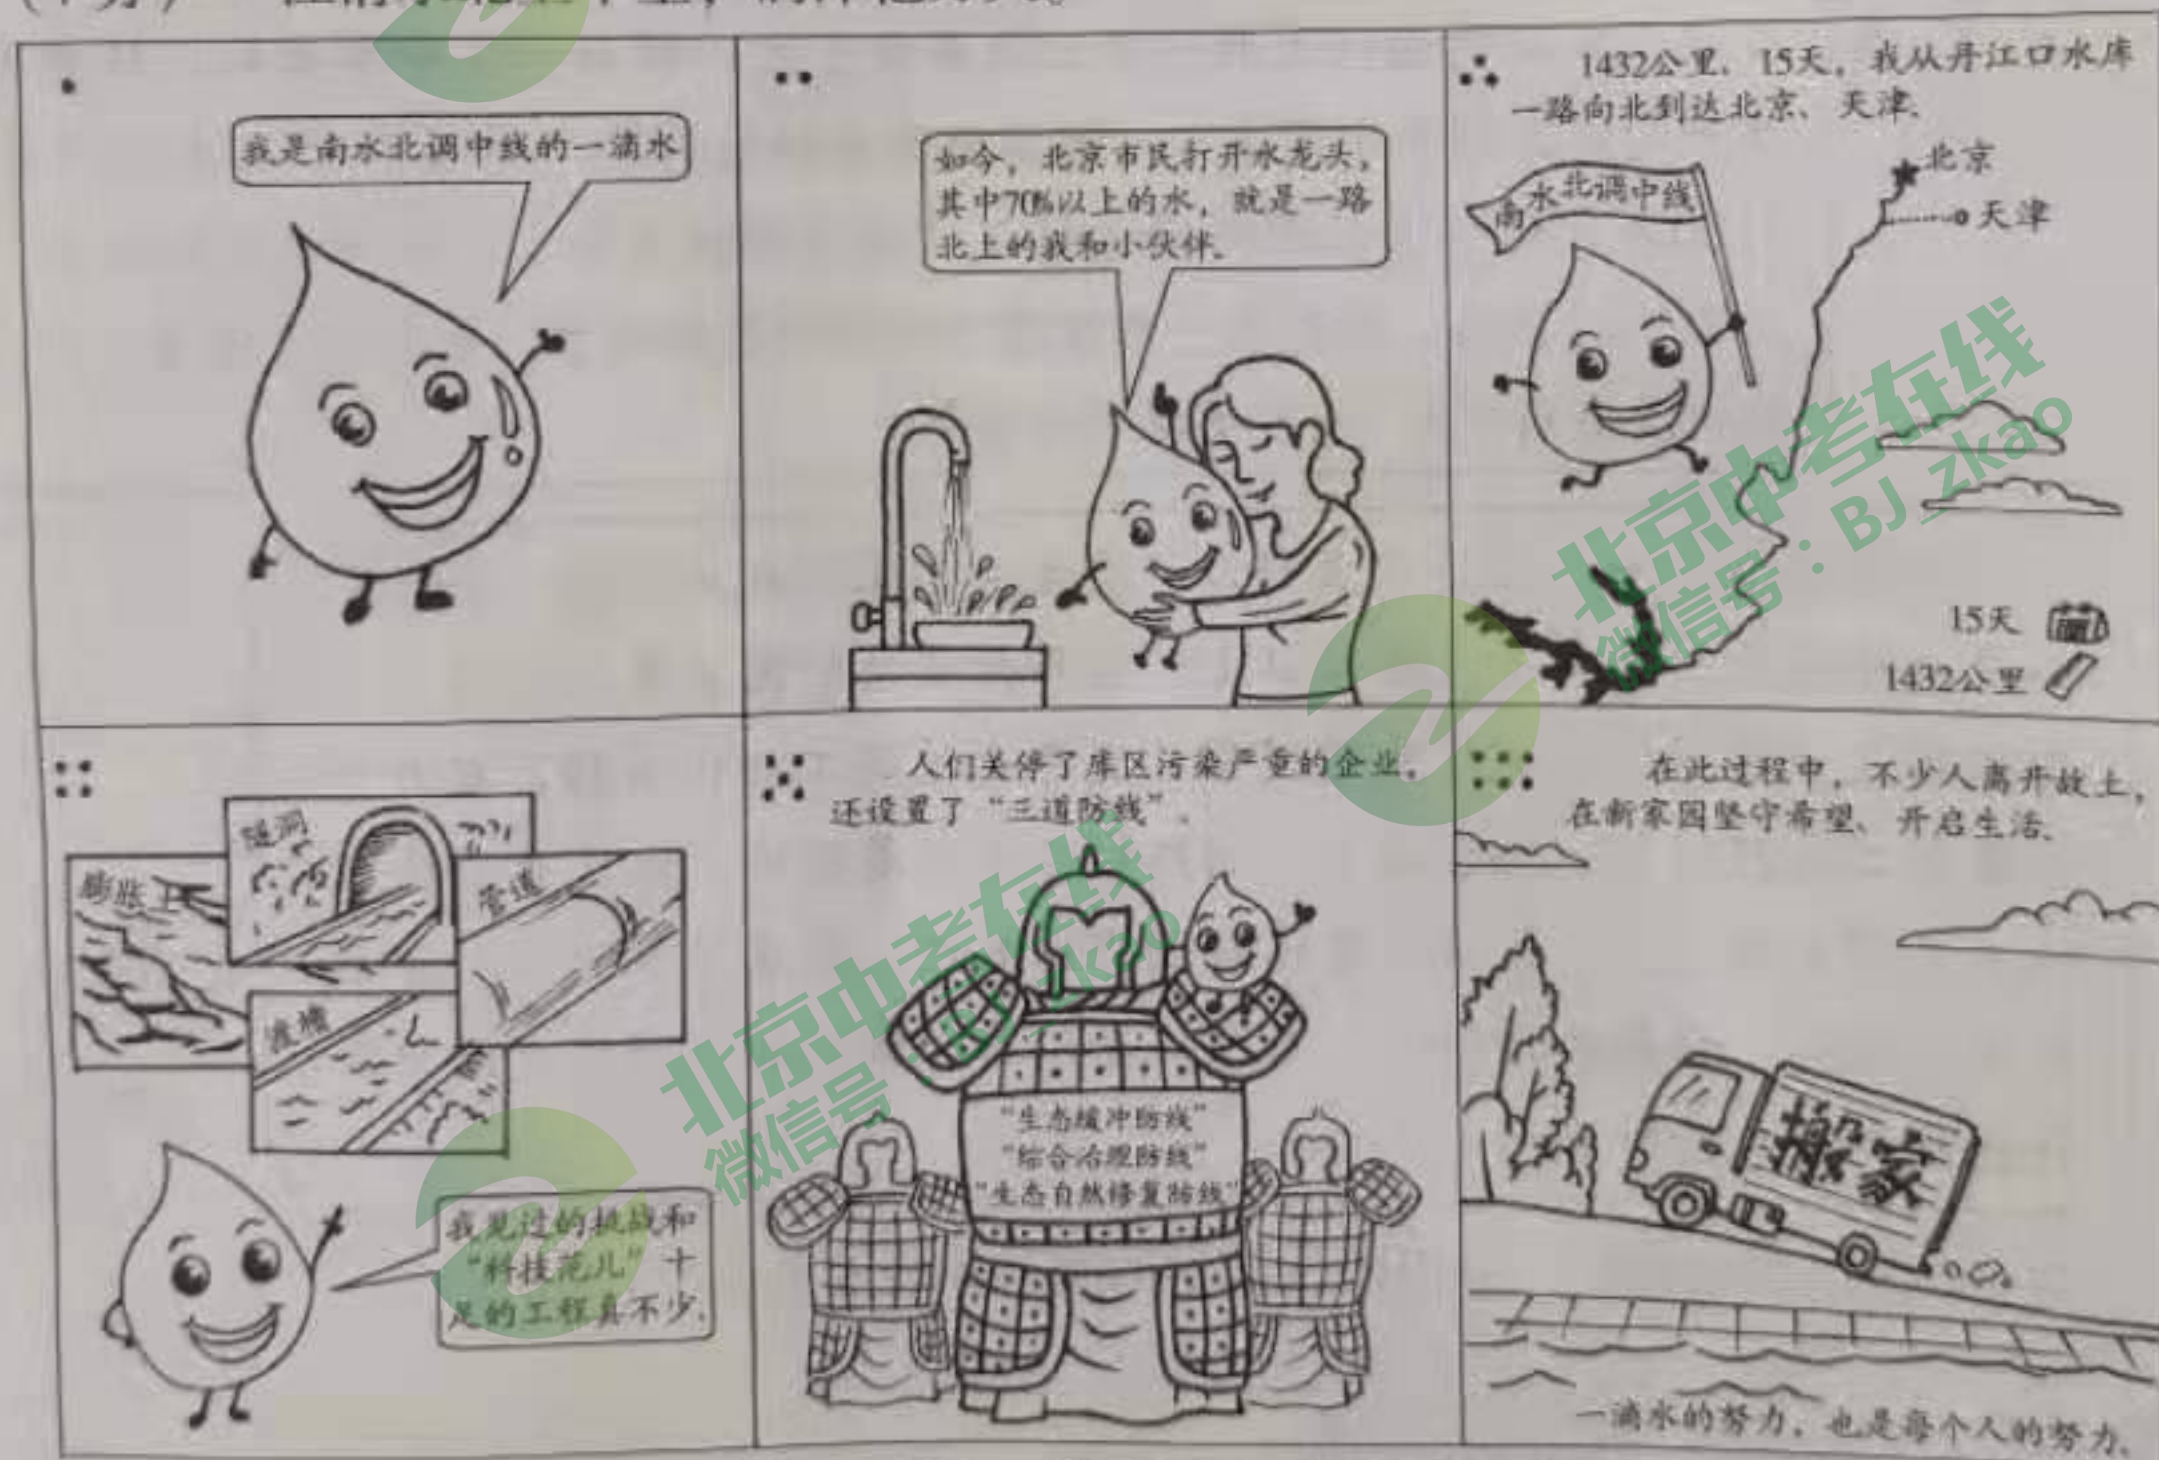 我是南水北调中线的一滴水
如今，北京市民打开水龙头，
其中70%以上的水，就是一路
北上的我和小伙伴。
1432公里，15天，我从丹江口水库
一路向北到达北京、天津。
南水北调中线
北京
天津
15天
1432公里
膨胀土
隧洞
管道
渡槽
我见过的挑战和
“科技范儿”十
足的工程真不少。
人们关停了库区污染严重的企业，
还设置了“三道防线”。
“生态缓冲防线”
“综合治理防线”
“生态自然修复防线”
在此过程中，不少人离开故土，
在新家园坚守希望、开启生活。
搬家
一滴水的努力，也是每个人的努力。
北京中考在线
微信号：BJ_zkao
北京中考在线
微信号：BJ_zkao